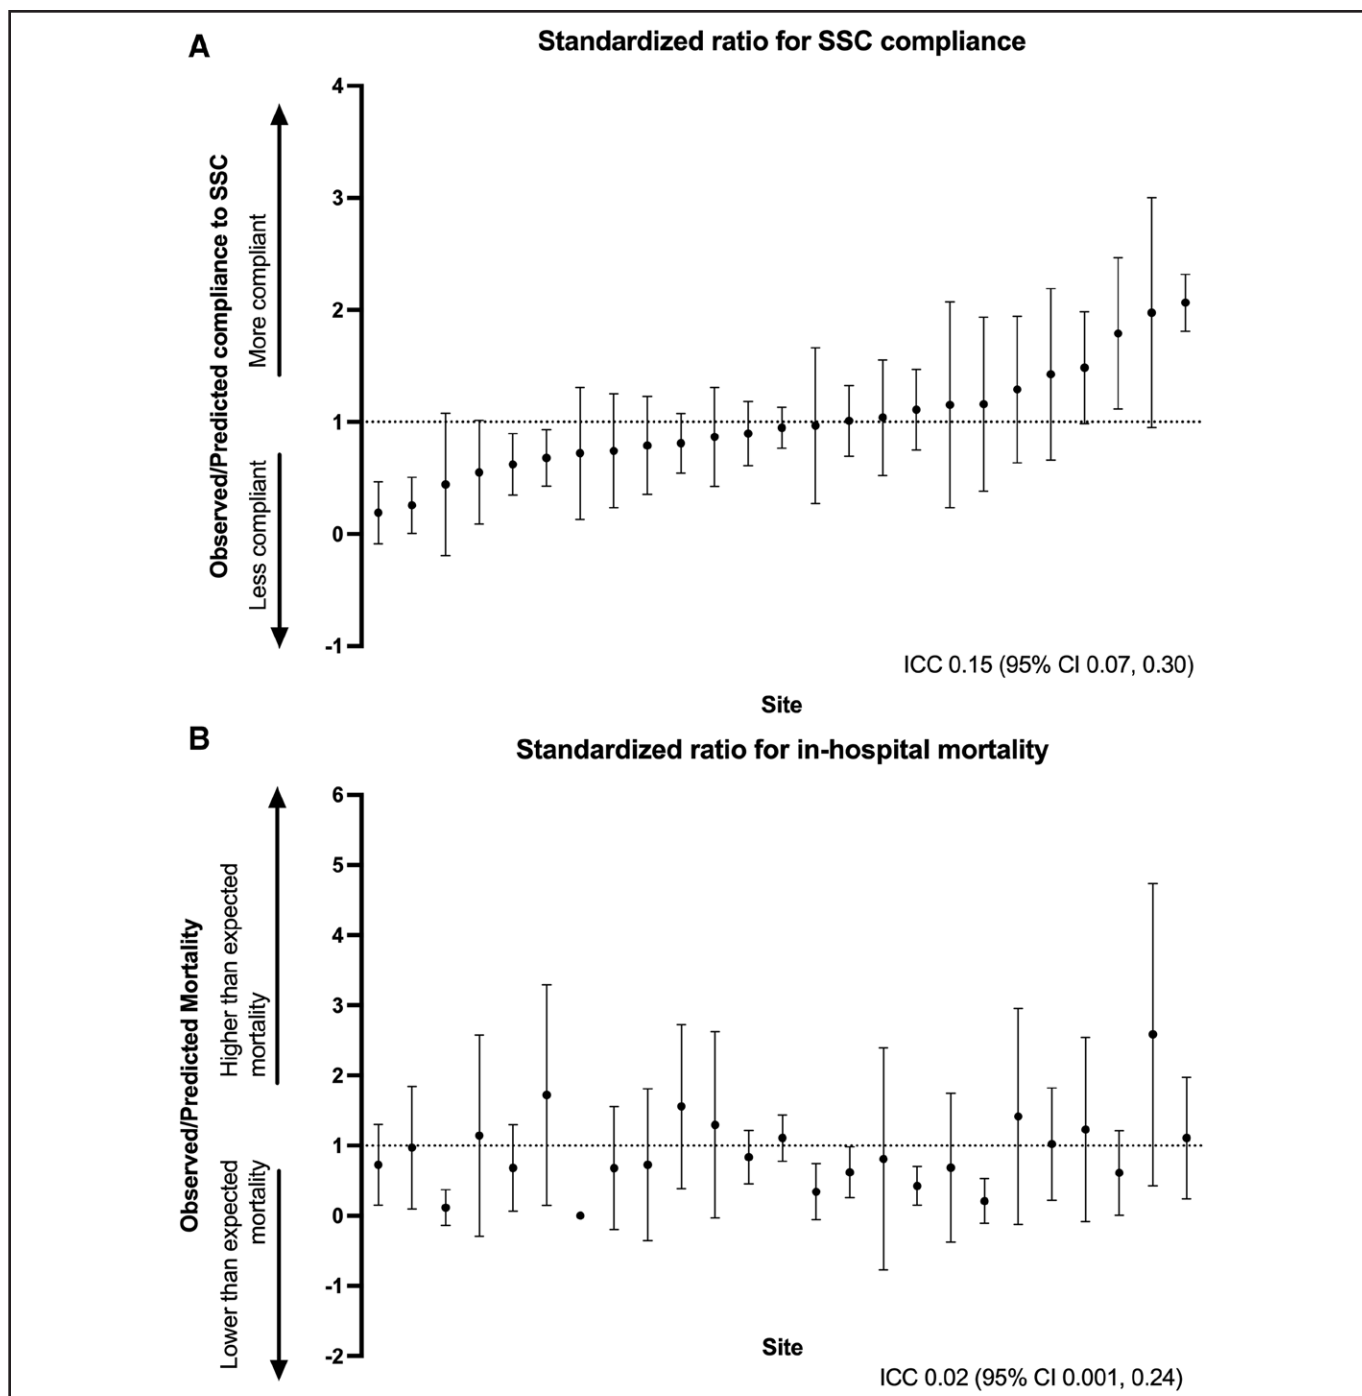 A
Standardized ratio for SSC compliance
Observed/Predicted compliance to SSC
More compliant
Less compliant
4
3
2
1
0
-1
ICC 0.15 (95% CI 0.07, 0.30)
Site
B
Standardized ratio for in-hospital mortality
Observed/Predicted Mortality
Higher than expected
mortality
Lower than expected
mortality
6
5
4
3
2
1
0
-1
-2
Site
ICC 0.02 (95% CI 0.001, 0.24)